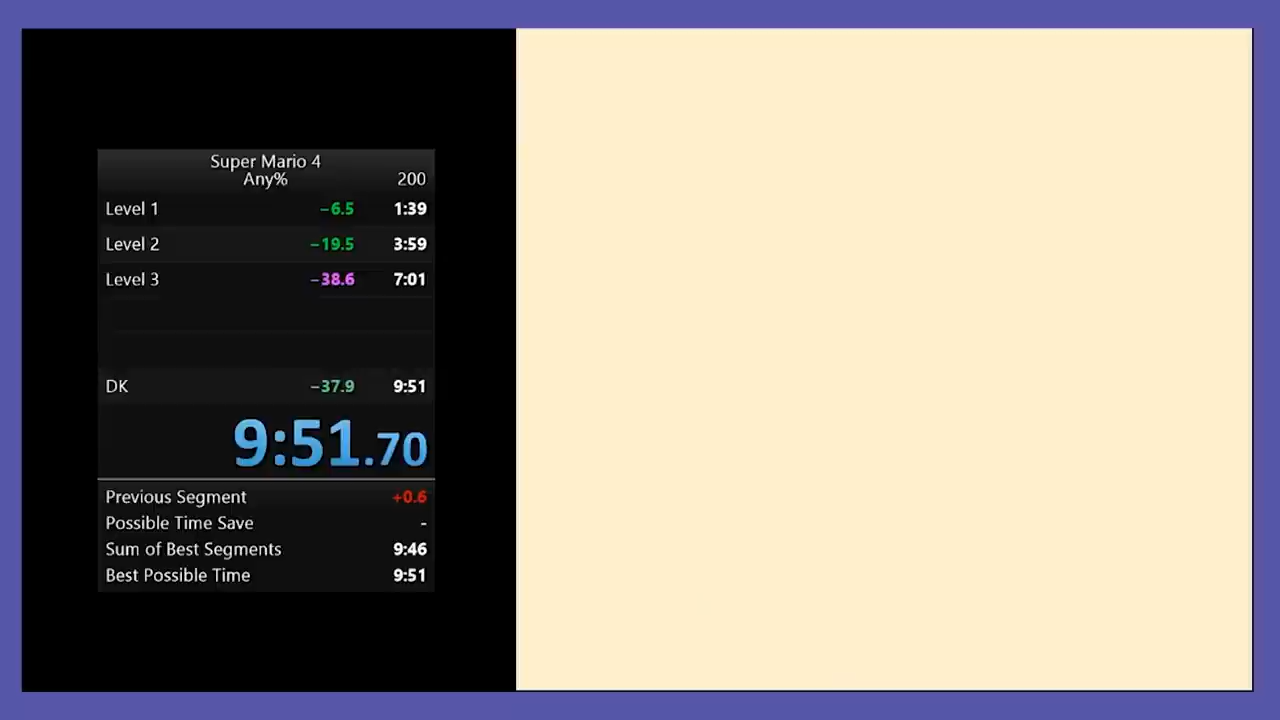 Super Mario 4
Any% 200
Level 1 −6.5 1:39
Level 2 −19.5 3:59
Level 3 −38.6 7:01
DK −37.9 9:51
9:51.70
Previous Segment +0.6
Possible Time Save -
Sum of Best Segments 9:46
Best Possible Time 9:51